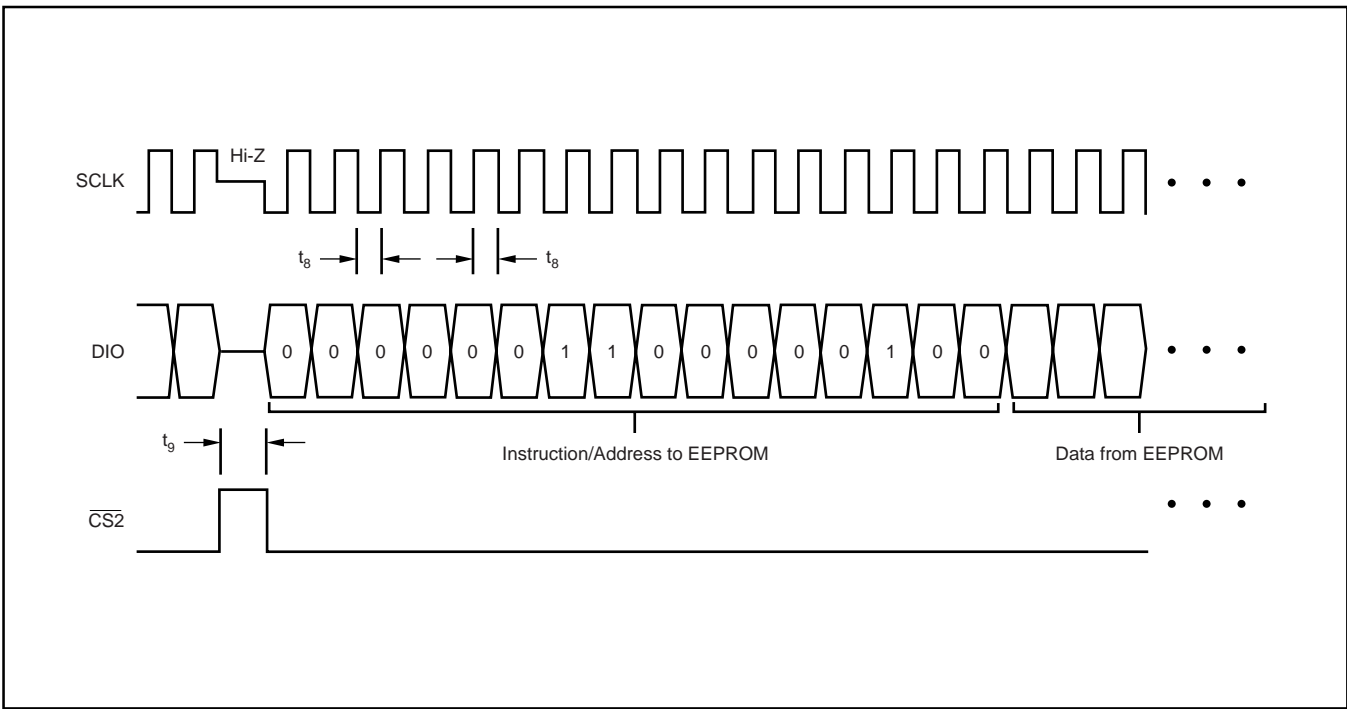 Hi-Z
SCLK
t8 t8
DIO 0 0 0 0 0 0 1 1 0 0 0 0 0 1 0 0
t9
Instruction/Address to EEPROM Data from EEPROM
CS2